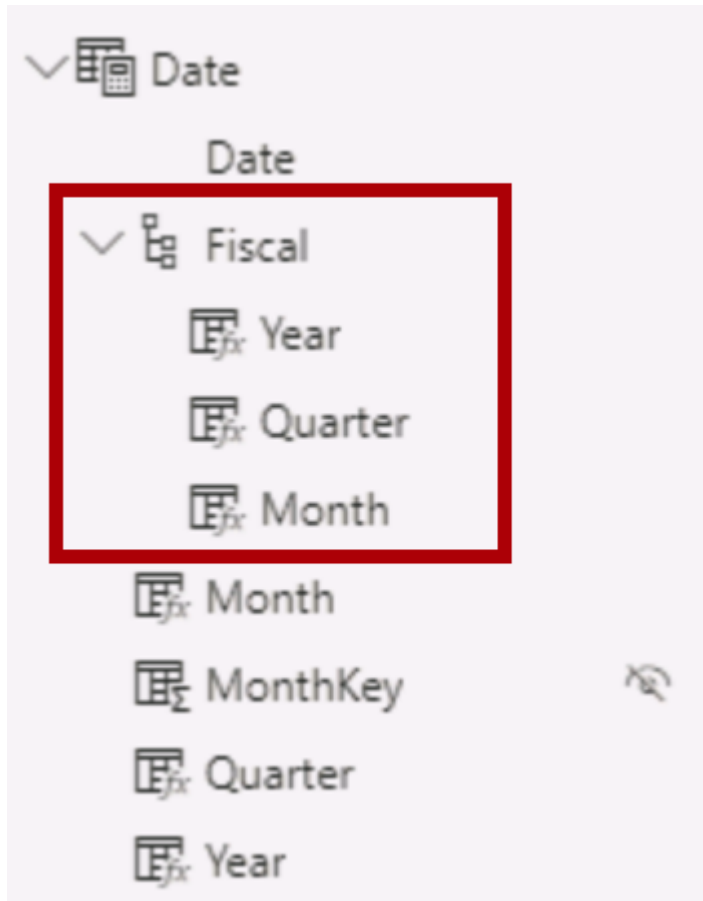 Date
Date
Fiscal
Year
Quarter
Month
Month
MonthKey
Quarter
Year